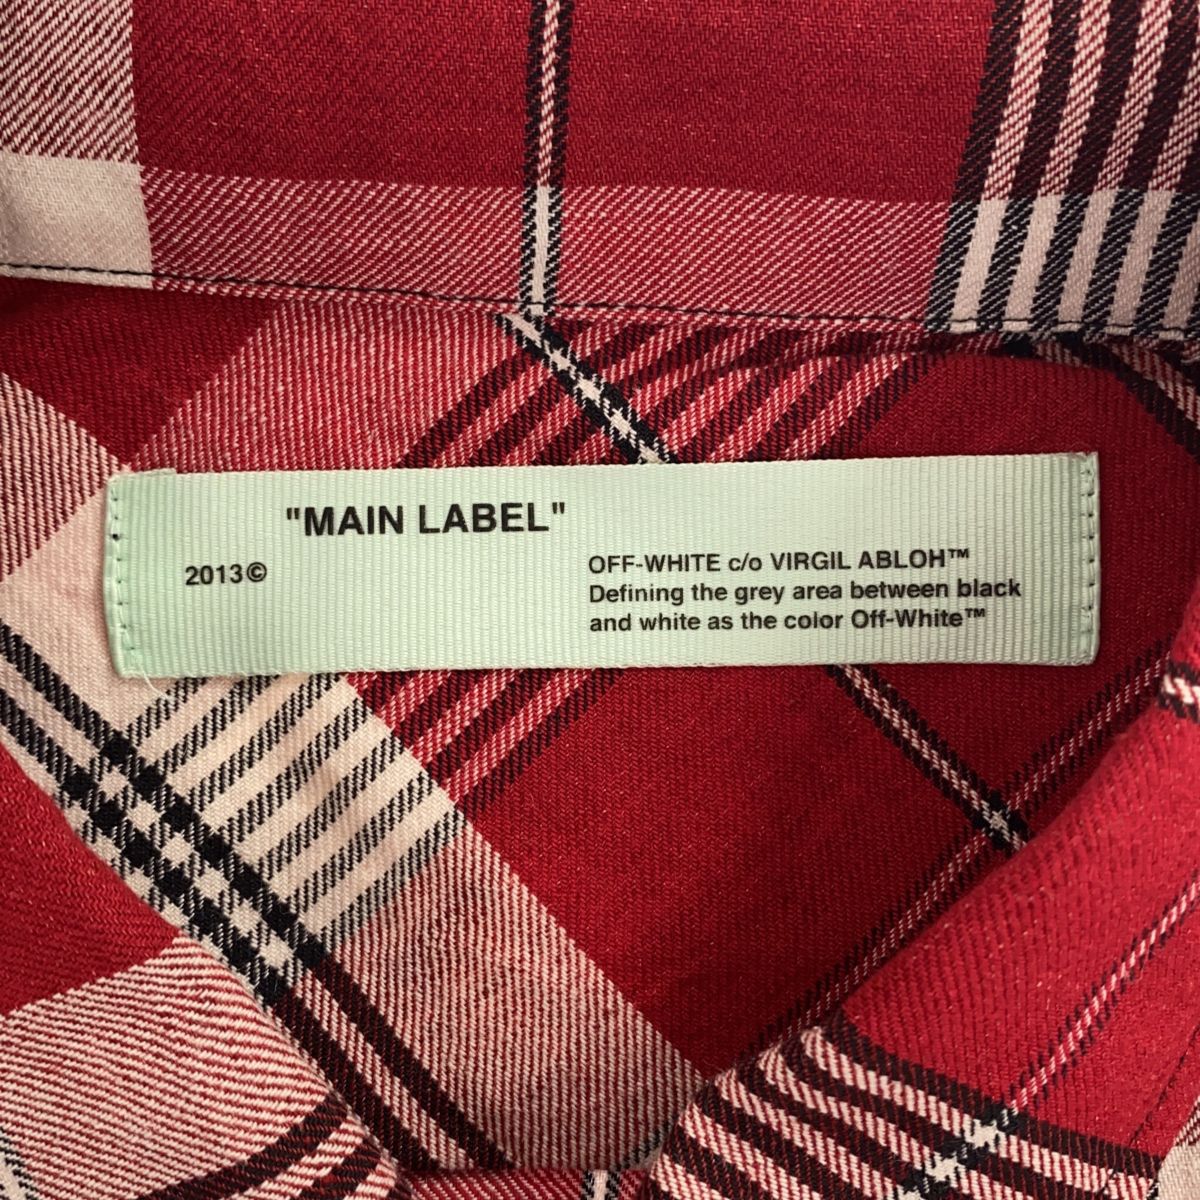 "MAIN LABEL"
2013©
OFF-WHITE c/o VIRGIL ABLOH™
Defining the grey area between black
and white as the color Off-White™